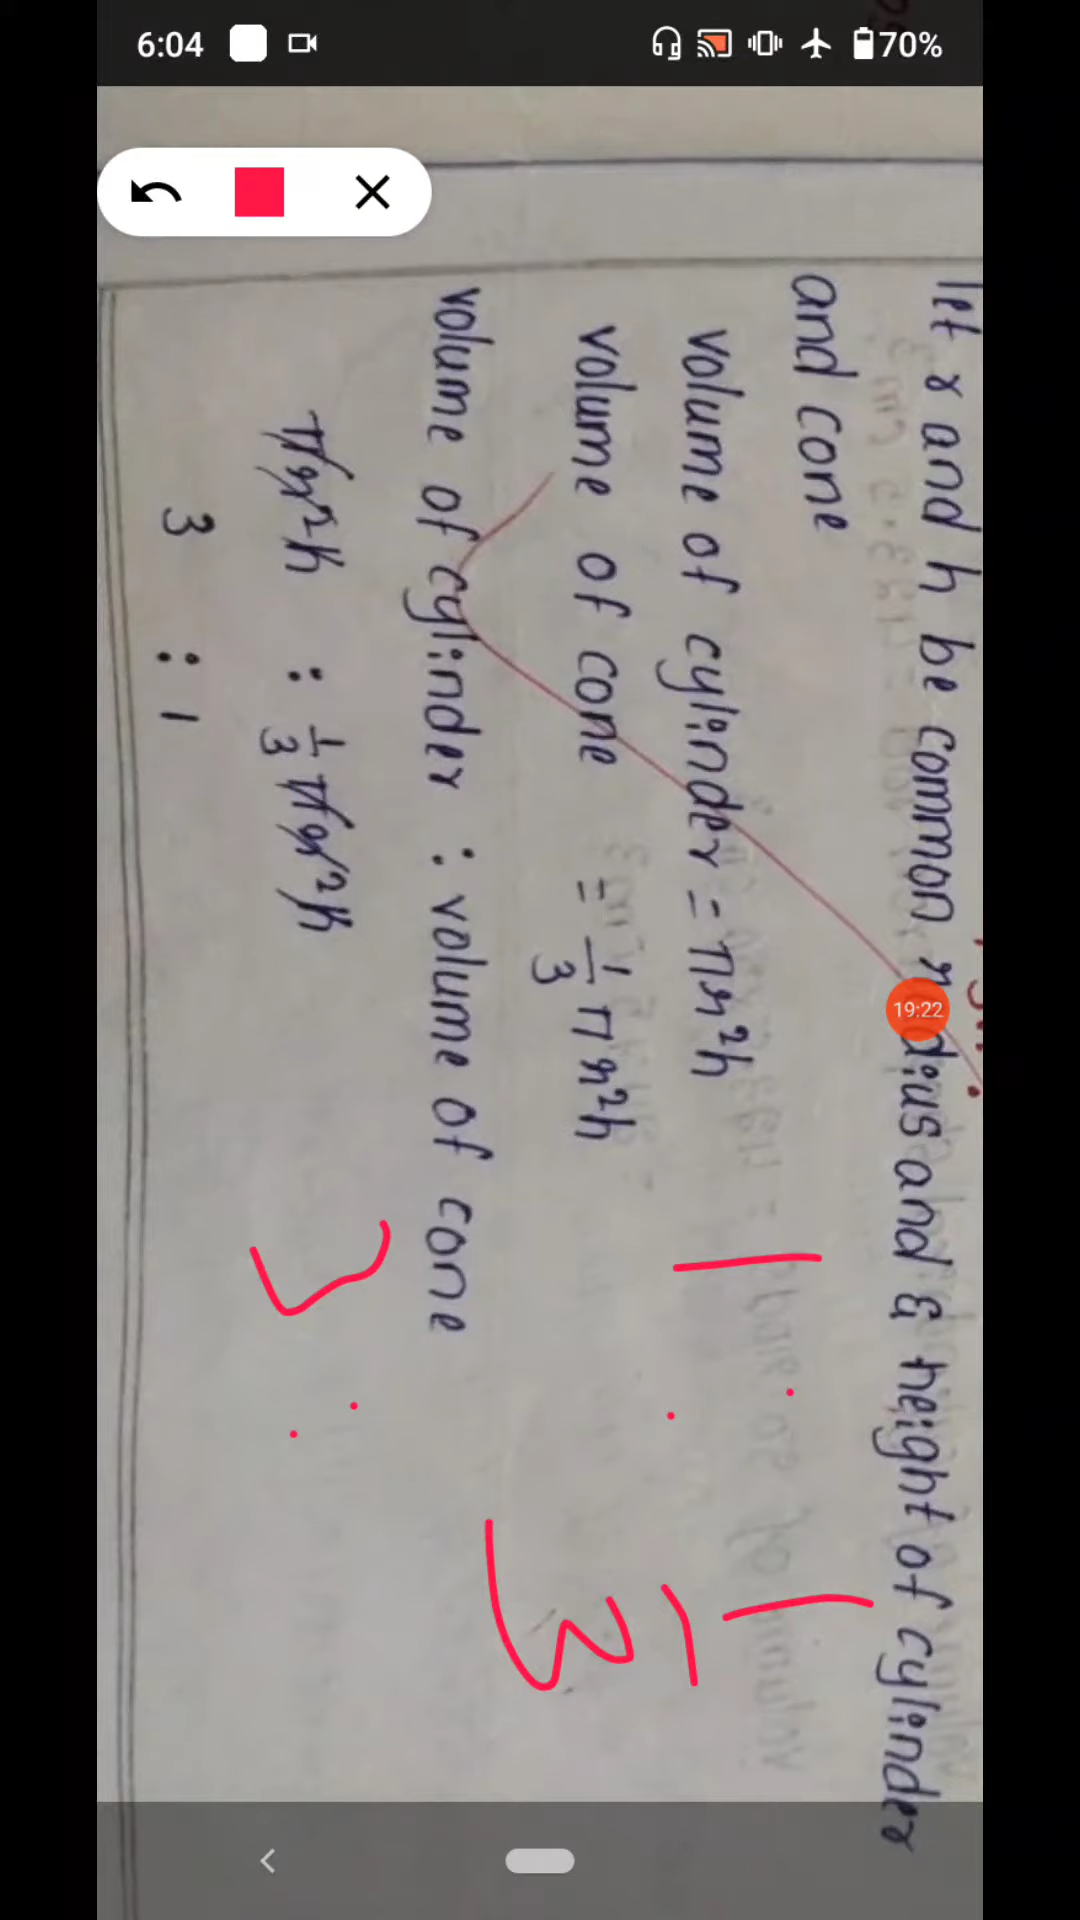 6:04
70%
let r and h be common radius and & height of cylinder
and cone
volume of cylinder = πr²h
volume of cone = 1/3 πr²h
volume of cylinder : volume of cone
πr²h : 1/3 πr²h
3 : 1
19:22
1 : 1/3
3 :